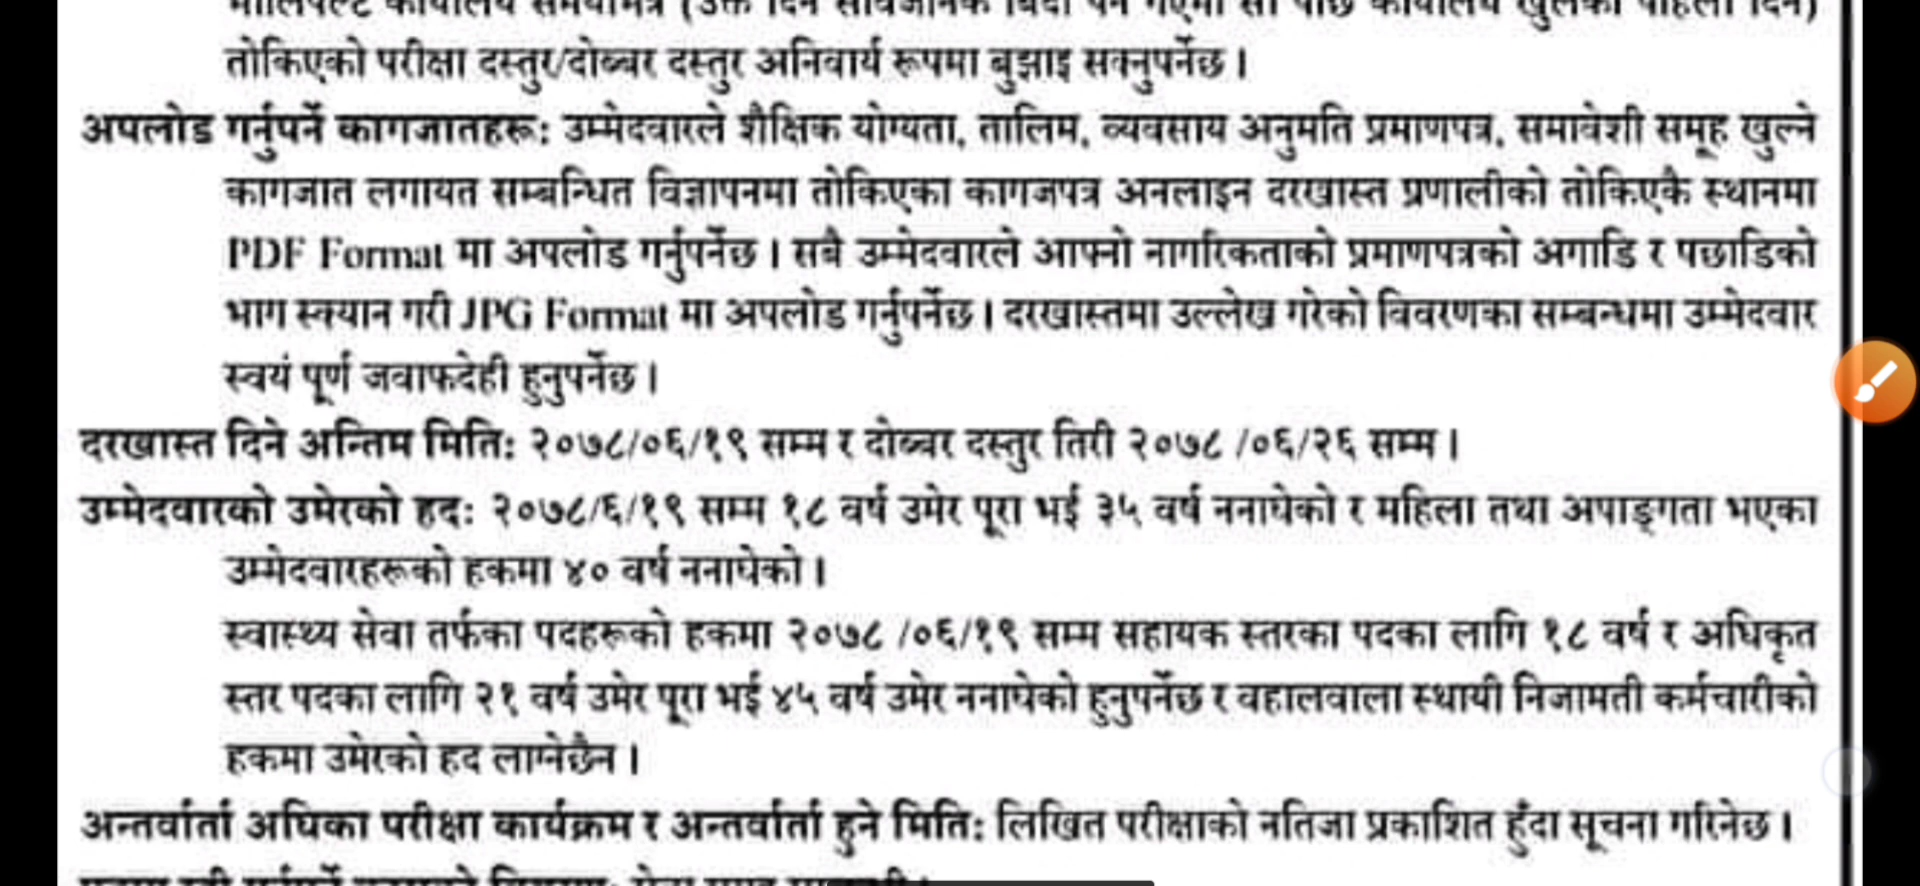 तोकिएको परीक्षा दस्तुर/दोब्बर दस्तुर अनिवार्य रूपमा बुझाइ सक्नुपर्नेछ ।
अपलोड गर्नुपर्ने कागजातहरू: उम्मेदवारले शैक्षिक योग्यता, तालिम, व्यवसाय अनुमति प्रमाणपत्र, समावेशी समूह खुल्ने
कागजात लगायत सम्बन्धित विज्ञापनमा तोकिएका कागजपत्र अनलाइन दरखास्त प्रणालीको तोकिएकै स्थानमा
PDF Format मा अपलोड गर्नुपर्नेछ । सबै उम्मेदवारले आफ्नो नागरिकताको प्रमाणपत्रको अगाडि र पछाडिको
भाग स्क्यान गरी JPG Format मा अपलोड गर्नुपर्नेछ । दरखास्तमा उल्लेख गरेको विवरणका सम्बन्धमा उम्मेदवार
स्वयं पूर्ण जवाफदेही हुनुपर्नेछ ।
दरखास्त दिने अन्तिम मिति: २०७८/०६/१९ सम्म र दोब्बर दस्तुर तिरी २०७८ /०६/२६ सम्म ।
उम्मेदवारको उमेरको हद: २०७८/६/१९ सम्म १८ वर्ष उमेर पूरा भई ३५ वर्ष ननाघेको र महिला तथा अपाङ्गता भएका
उम्मेदवारहरूको हकमा ४० वर्ष ननाघेको ।
स्वास्थ्य सेवा तर्फका पदहरूको हकमा २०७८ /०६/१९ सम्म सहायक स्तरका पदका लागि १८ वर्ष र अधिकृत
स्तर पदका लागि २१ वर्ष उमेर पूरा भई ४५ वर्ष उमेर ननाघेको हुनुपर्नेछ र वहालवाला स्थायी निजामती कर्मचारीको
हकमा उमेरको हद लाग्नेछैन ।
अन्तर्वार्ता अघिका परीक्षा कार्यक्रम र अन्तर्वार्ता हुने मिति: लिखित परीक्षाको नतिजा प्रकाशित हुँदा सूचना गरिनेछ ।